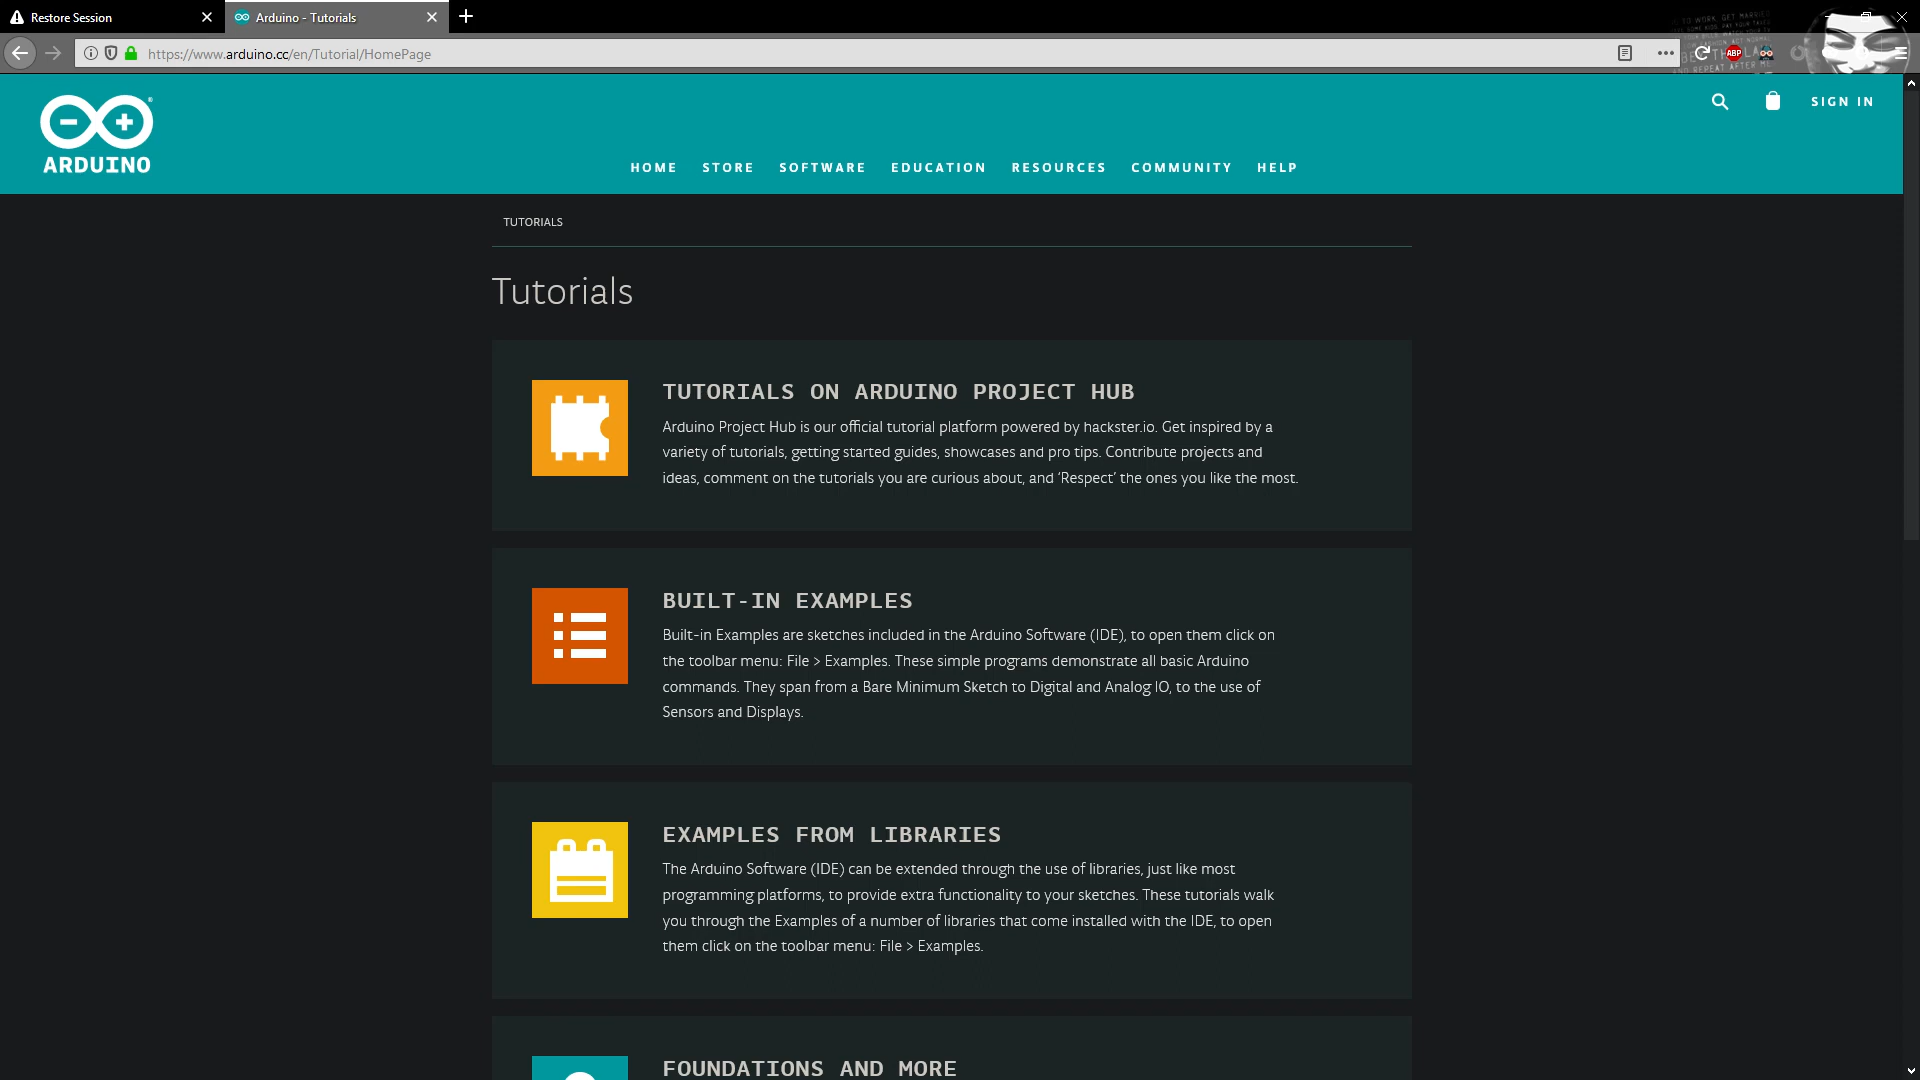 Restore Session
Arduino - Tutorials
https://www.arduino.cc/en/Tutorial/HomePage
ABP
AND REPEAT AFTER ME
SIGN IN
ARDUINO
HOME STORE SOFTWARE EDUCATION RESOURCES COMMUNITY HELP
TUTORIALS
Tutorials
TUTORIALS ON ARDUINO PROJECT HUB
Arduino Project Hub is our official tutorial platform powered by hackster.io. Get inspired by a
variety of tutorials, getting started guides, showcases and pro tips. Contribute projects and
ideas, comment on the tutorials you are curious about, and ‘Respect’ the ones you like the most.
BUILT-IN EXAMPLES
Built-in Examples are sketches included in the Arduino Software (IDE), to open them click on
the toolbar menu: File > Examples. These simple programs demonstrate all basic Arduino
commands. They span from a Bare Minimum Sketch to Digital and Analog IO, to the use of
Sensors and Displays.
EXAMPLES FROM LIBRARIES
The Arduino Software (IDE) can be extended through the use of libraries, just like most
programming platforms, to provide extra functionality to your sketches. These tutorials walk
you through the Examples of a number of libraries that come installed with the IDE, to open
them click on the toolbar menu: File > Examples.
FOUNDATIONS AND MORE